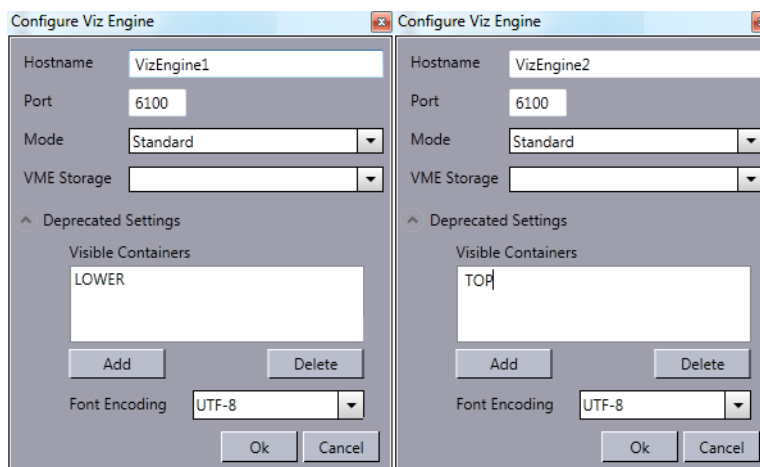 Configure Viz Engine
Hostname VizEngine1
Port 6100
Mode Standard
VME Storage
Deprecated Settings
Visible Containers
LOWER
Add Delete
Font Encoding UTF-8
Ok Cancel
Configure Viz Engine
Hostname VizEngine2
Port 6100
Mode Standard
VME Storage
Deprecated Settings
Visible Containers
TOP
Add Delete
Font Encoding UTF-8
Ok Cancel